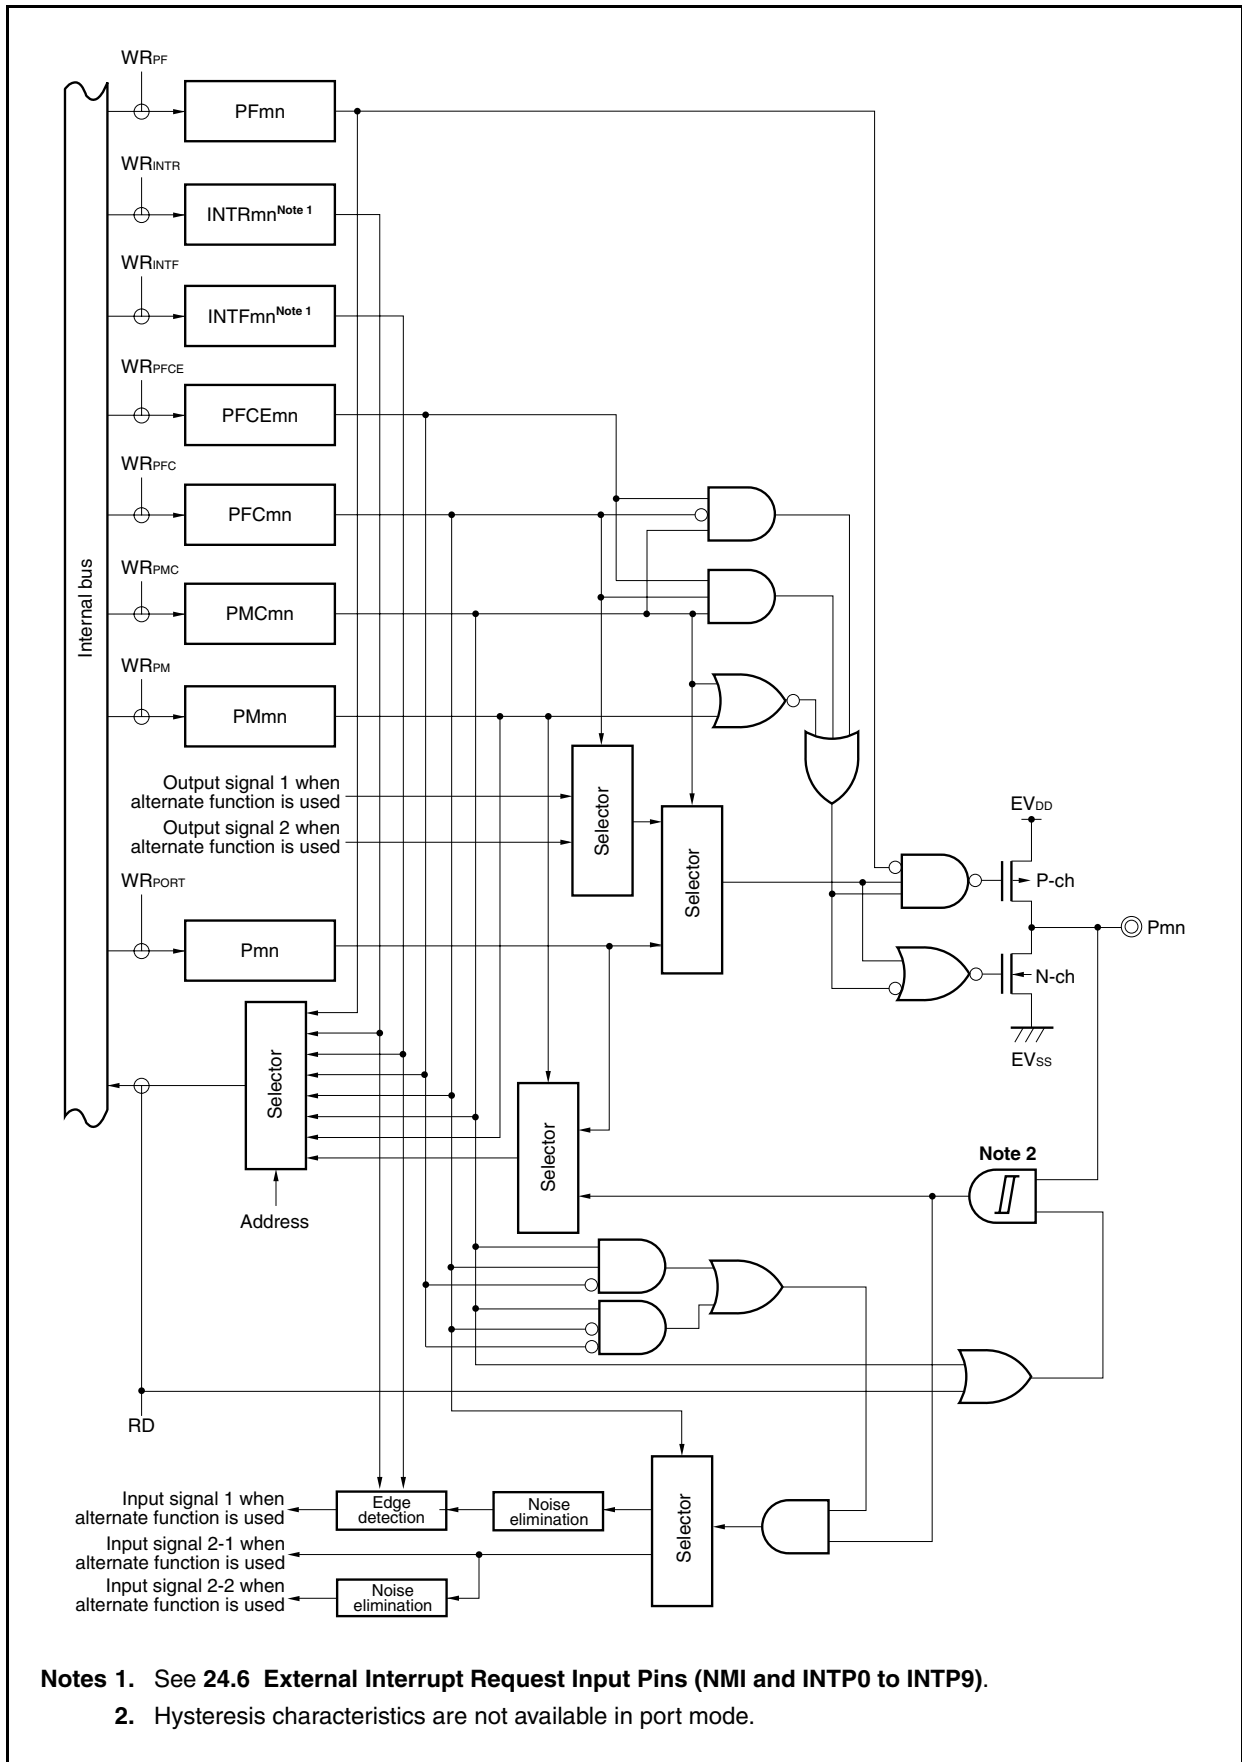 WRPF
PFmn
WRINTR
INTRmnNote 1
WRINTF
INTFmnNote 1
WRPFCE
PFCEmn
WRPFC
PFCmn
Internal bus
WRPMC
PMCmn
WRPM
PMmn
Output signal 1 when
alternate function is used
Output signal 2 when
alternate function is used
Selector
Selector
EVDD
P-ch
WRPORT
Pmn
Pmn
N-ch
EVSS
Selector
Selector
Address
Note 2
RD
Input signal 1 when
alternate function is used
Edge
detection
Noise
elimination
Selector
Input signal 2-1 when
alternate function is used
Input signal 2-2 when
alternate function is used
Noise
elimination
Notes 1. See 24.6 External Interrupt Request Input Pins (NMI and INTP0 to INTP9).
2. Hysteresis characteristics are not available in port mode.